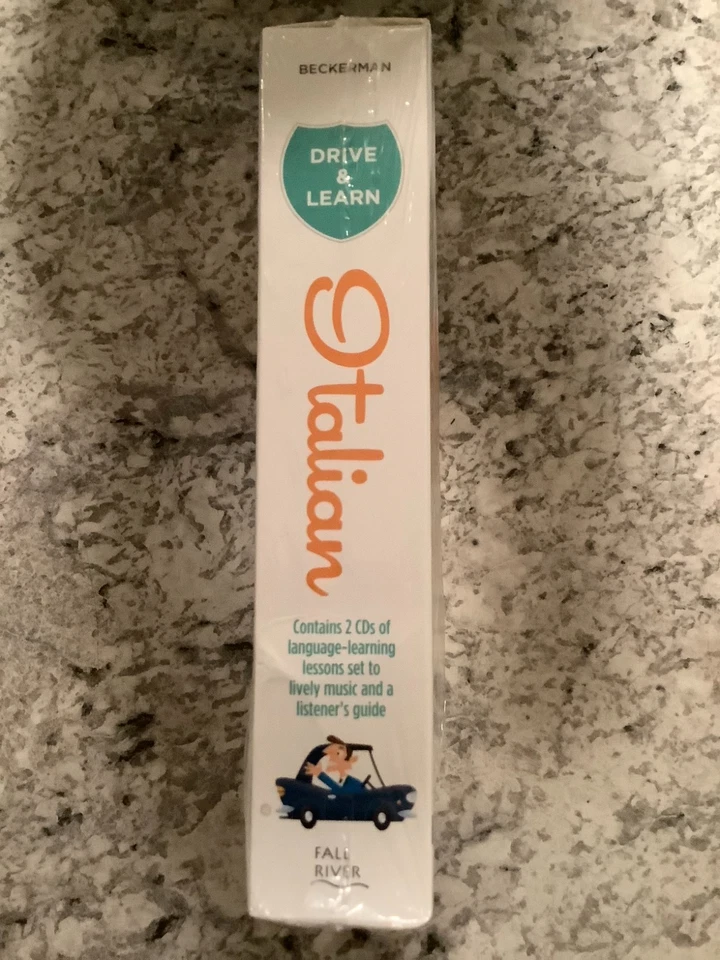 BECKERMAN
DRIVE
&
LEARN
Italian
Contains 2 CDs of
language-learning
lessons set to
lively music and a
listener's guide
FALL
RIVER